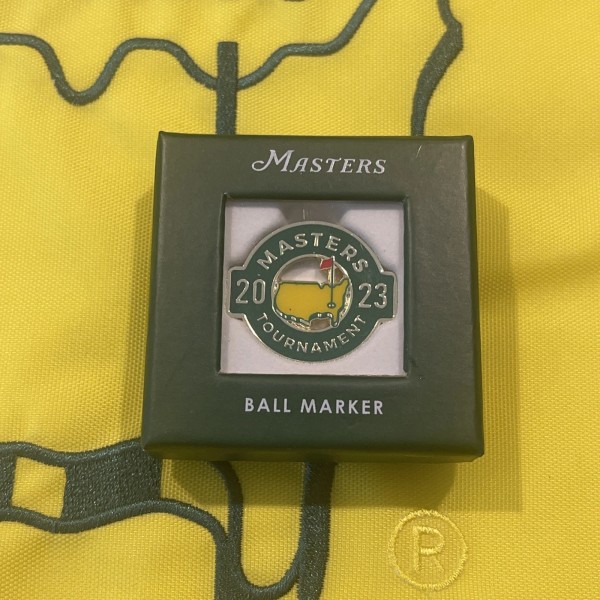 MASTERS
MASTERS
20 23
TOURNAMENT
BALL MARKER
®